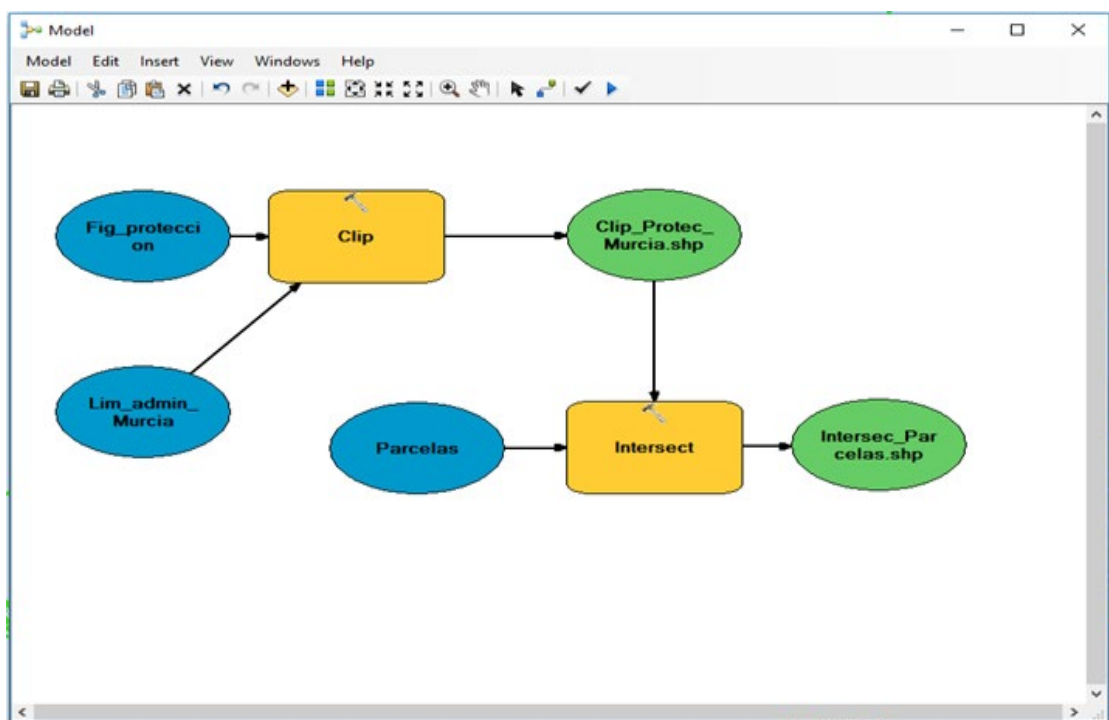 Model
Model Edit Insert View Windows Help
Fig_protecci
on
Clip
Clip_Protec_
Murcia.shp
Lim_admin_
Murcia
Parcelas
Intersect
Intersec_Par
celas.shp